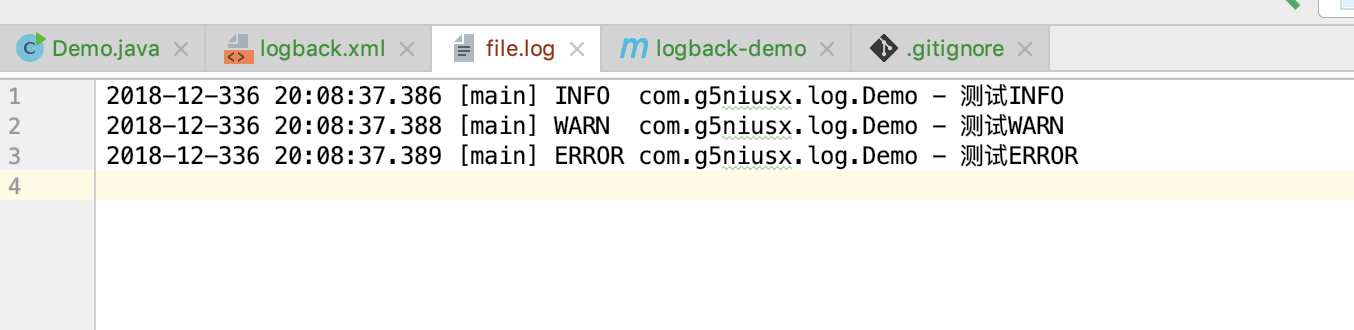 Demo.java logback.xml file.log logback-demo .gitignore
1 2018-12-336 20:08:37.386 [main] INFO  com.g5niusx.log.Demo - 测试INFO
2 2018-12-336 20:08:37.388 [main] WARN  com.g5niusx.log.Demo - 测试WARN
3 2018-12-336 20:08:37.389 [main] ERROR com.g5niusx.log.Demo - 测试ERROR
4